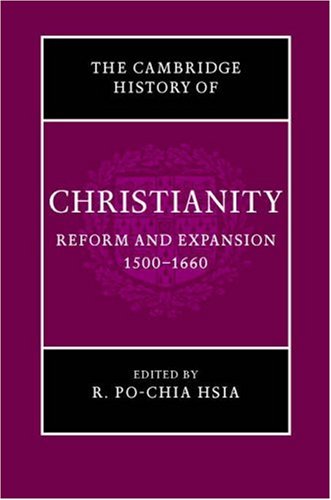 THE CAMBRIDGE
HISTORY OF
CHRISTIANITY
REFORM AND EXPANSION
1500–1660
EDITED BY
R. PO-CHIA HSIA